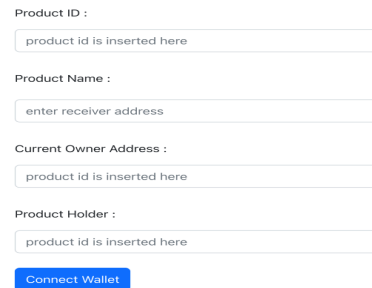 Product ID :
product id is inserted here
Product Name :
enter receiver address
Current Owner Address :
product id is inserted here
Product Holder :
product id is inserted here
Connect Wallet